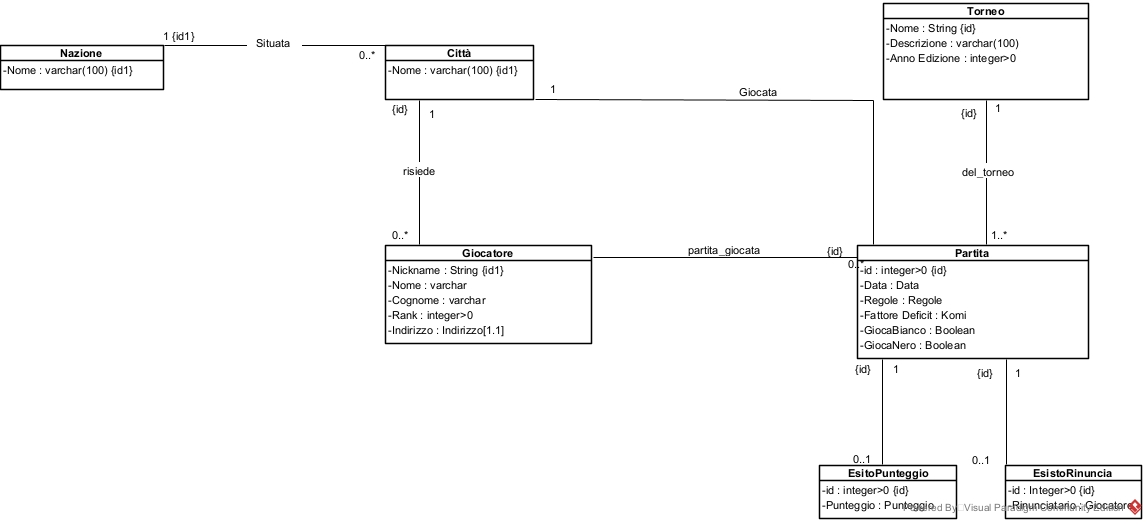 Torneo
-Nome : String {id}
-Descrizione : varchar(100)
-Anno Edizione : integer>0
1 {id1}
Situata
0..*
Nazione
-Nome : varchar(100) {id1}
Città
-Nome : varchar(100) {id1}
1
Giocata
{id}
1
{id}
1
risiede
del_torneo
0..*
1..*
Giocatore
-Nickname : String {id1}
-Nome : varchar
-Cognome : varchar
-Rank : integer>0
-Indirizzo : Indirizzo[1.1]
partita_giocata
{id}
0..*
Partita
-id : integer>0 {id}
-Data : Data
-Regole : Regole
-Fattore Deficit : Komi
-GiocaBianco : Boolean
-GiocaNero : Boolean
{id}
1
{id}
1
0..1
0..1
EsitoPunteggio
-id : integer>0 {id}
-Punteggio : Punteggio
EsistoRinuncia
-id : Integer>0 {id}
-Rinunciatario : Giocatore
Powered By Visual Paradigm Community Edition